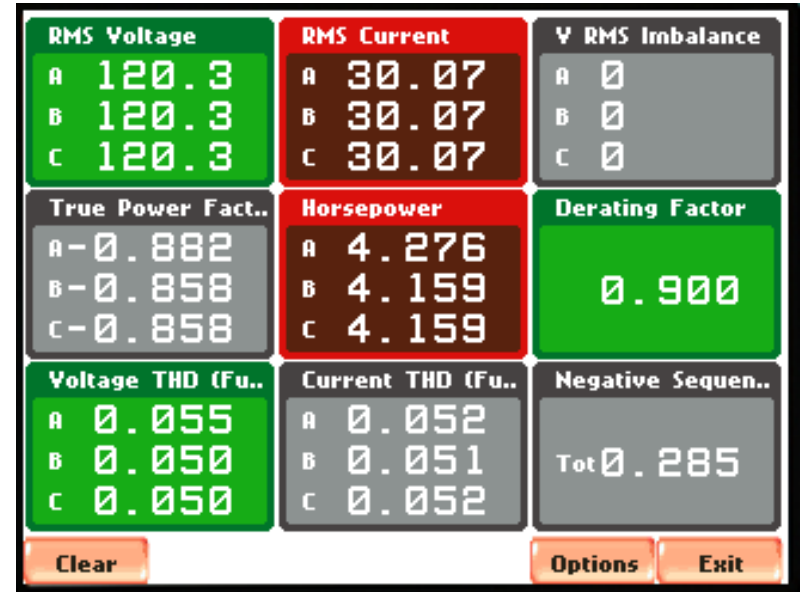 RMS Voltage
A 120.3
B 120.3
C 120.3
RMS Current
A 30.07
B 30.07
C 30.07
V RMS Imbalance
A 0
B 0
C 0
True Power Fact..
A -0.882
B -0.858
C -0.858
Horsepower
A 4.276
B 4.159
C 4.159
Derating Factor
0.900
Voltage THD (Fu..
A 0.055
B 0.050
C 0.050
Current THD (Fu..
A 0.052
B 0.051
C 0.052
Negative Sequen..
Tot 0.285
Clear
Options
Exit